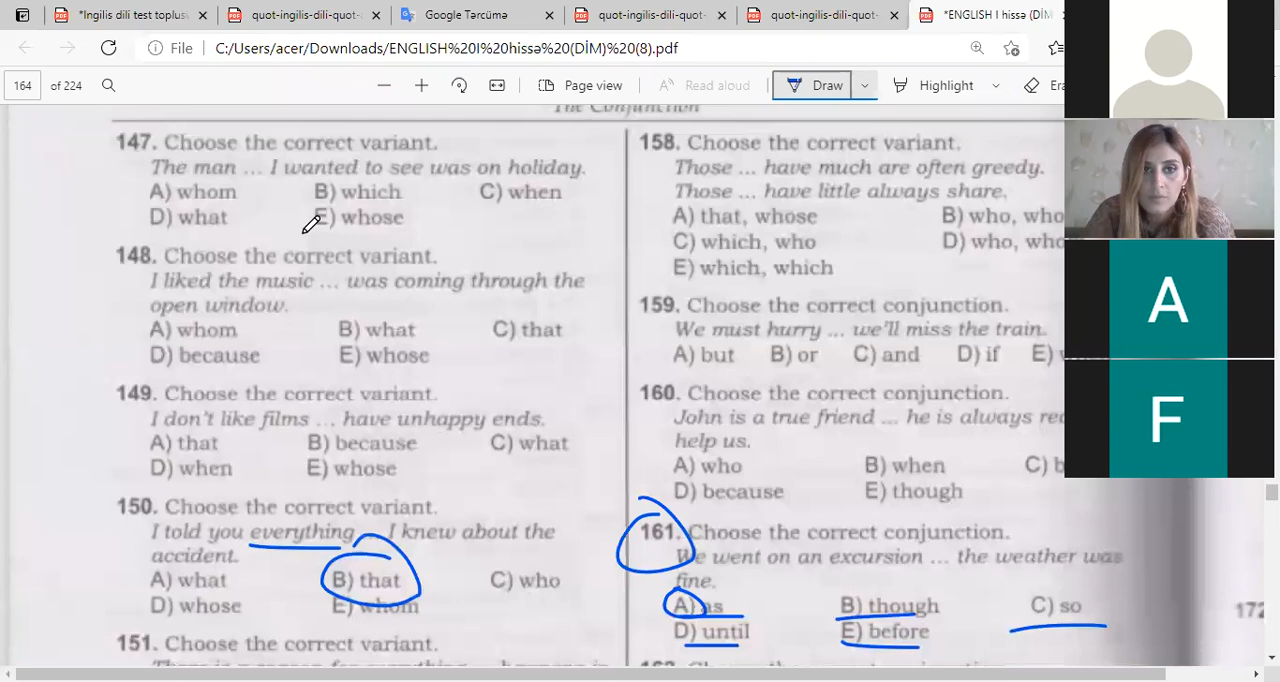 *Ingilis dili test toplusu
quot-ingilis-dili-quot-
Google Tərcümə
quot-ingilis-dili-quot-
quot-ingilis-dili-quot-
*ENGLISH I hissə (DİM
File
C:/Users/acer/Downloads/ENGLISH%20I%20hissə%20(DİM)%20(8).pdf
164 of 224
Page view
Read aloud
Draw
Highlight
The Conjunction
147. Choose the correct variant.
The man ... I wanted to see was on holiday.
A) whom B) which C) when
D) what E) whose
148. Choose the correct variant.
I liked the music ... was coming through the
open window.
A) whom B) what C) that
D) because E) whose
149. Choose the correct variant.
I don't like films ... have unhappy ends.
A) that B) because C) what
D) when E) whose
150. Choose the correct variant.
I told you everything ... I knew about the
accident.
A) what B) that C) who
D) whose E) whom
151. Choose the correct variant.
158. Choose the correct variant.
Those ... have much are often greedy.
Those ... have little always share.
A) that, whose B) who, who
C) which, who D) who, who
E) which, which
159. Choose the correct conjunction.
We must hurry ... we'll miss the train.
A) but B) or C) and D) if E)
160. Choose the correct conjunction.
John is a true friend ... he is always
help us.
A) who B) when C)
D) because E) though
161. Choose the correct conjunction.
We went on an excursion ... the weather was
fine.
A) as B) though C) so
D) until E) before
172
A
F